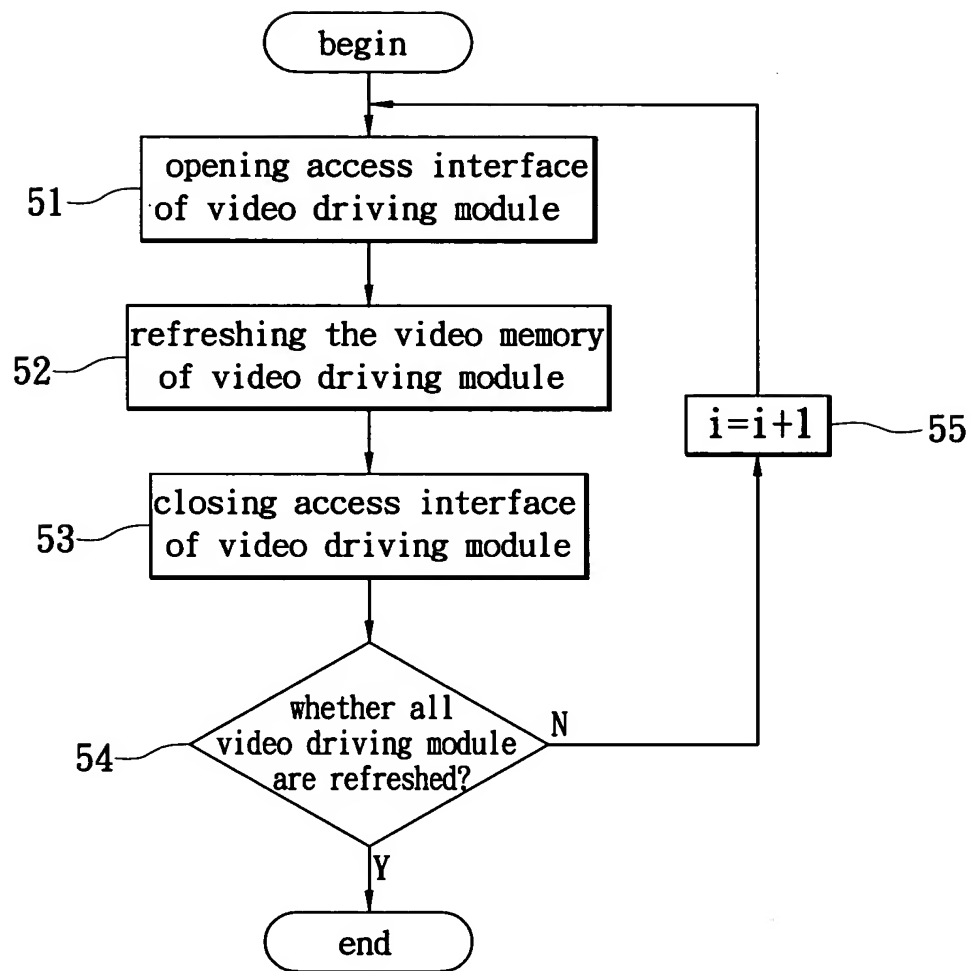 begin
opening access interface
of video driving module
51
refreshing the video memory
of video driving module
52
i=i+1
55
closing access interface
of video driving module
53
whether all
video driving module
are refreshed?
54
N
Y
end